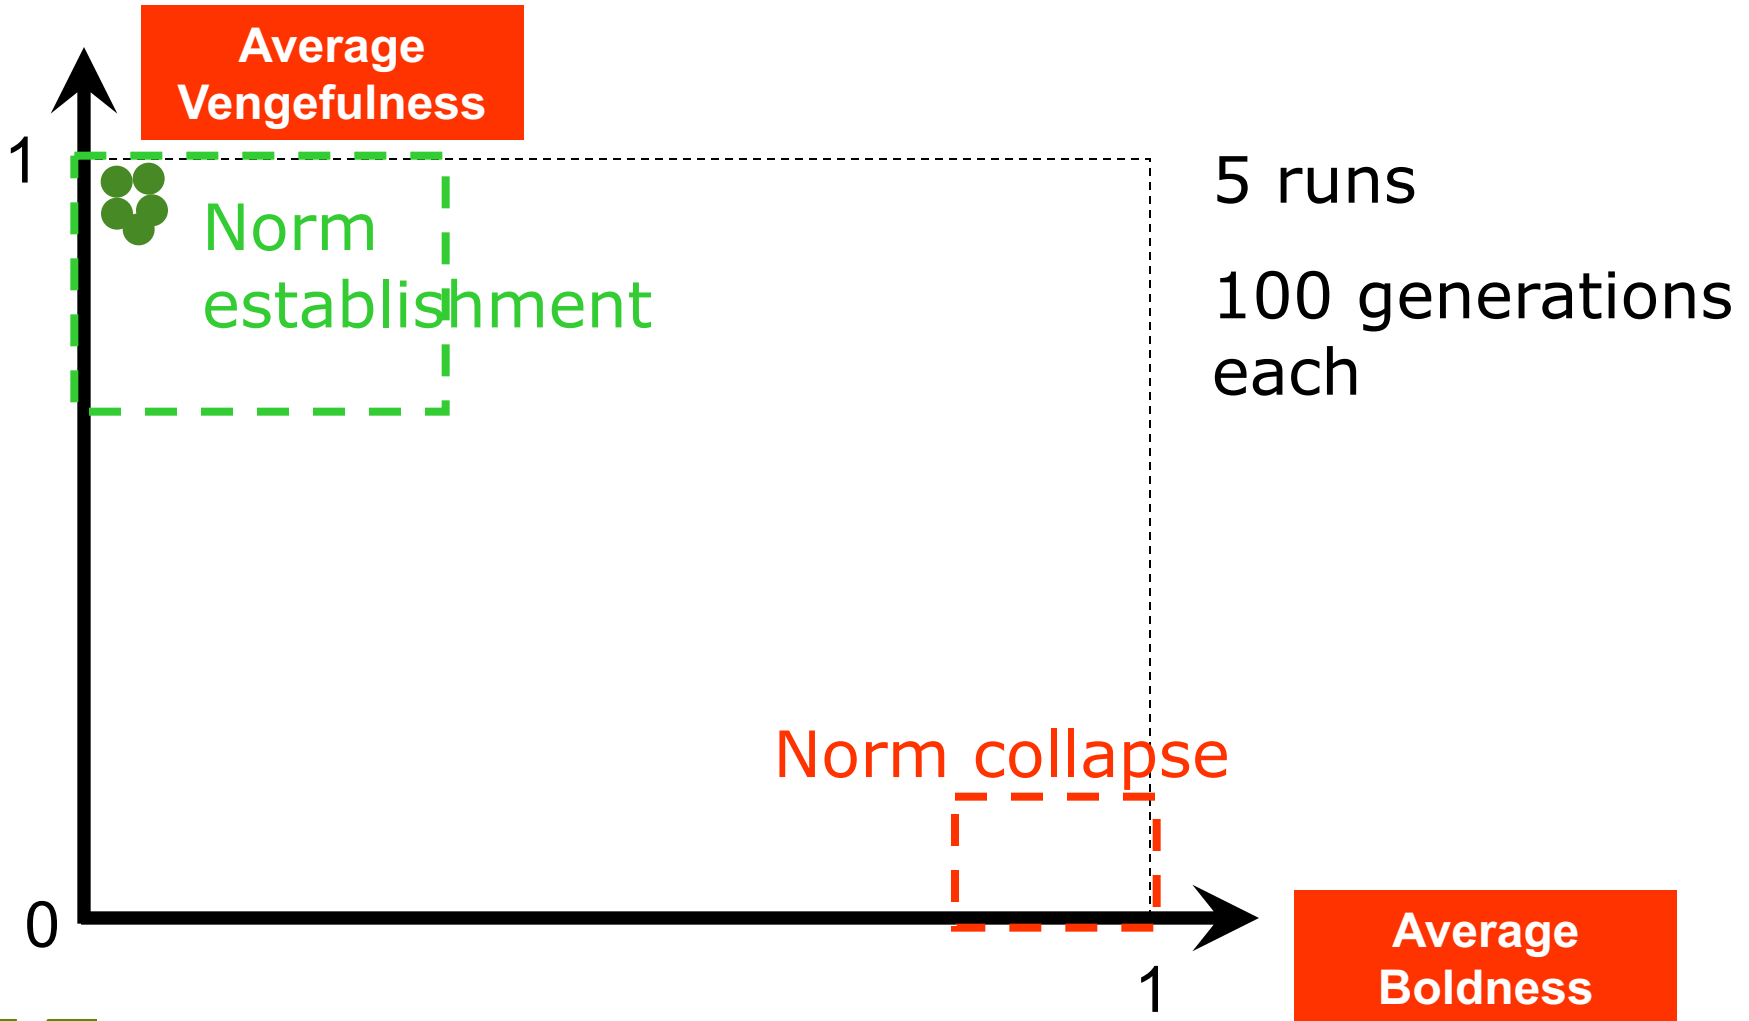 Average
Vengefulness
1
Norm
establishment
5 runs
100 generations
each
Norm collapse
0
1
Average
Boldness